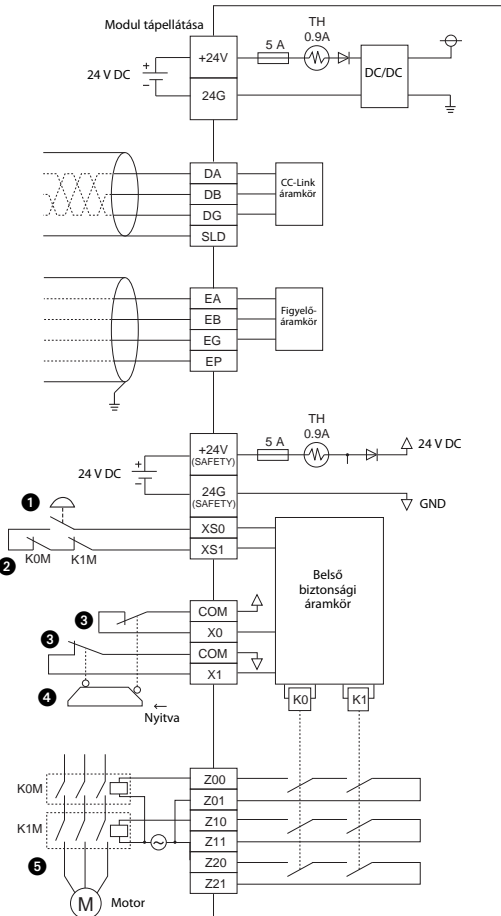 Modul tápellátása
24 V DC
+
−
+24V
24G
5 A
TH
0.9A
DC/DC
DA
DB
DG
SLD
CC-Link
áramkör
EA
EB
EG
EP
Figyelő-
áramkör
24 V DC
+
−
+24V
(SAFETY)
24G
(SAFETY)
5 A
TH
0.9A
24 V DC
GND
1
2
K0M
K1M
XS0
XS1
Belső
biztonsági
áramkör
3
3
COM
X0
COM
X1
4
←
Nyitva
K0
K1
K0M
K1M
5
M
Motor
Z00
Z01
Z10
Z11
Z20
Z21